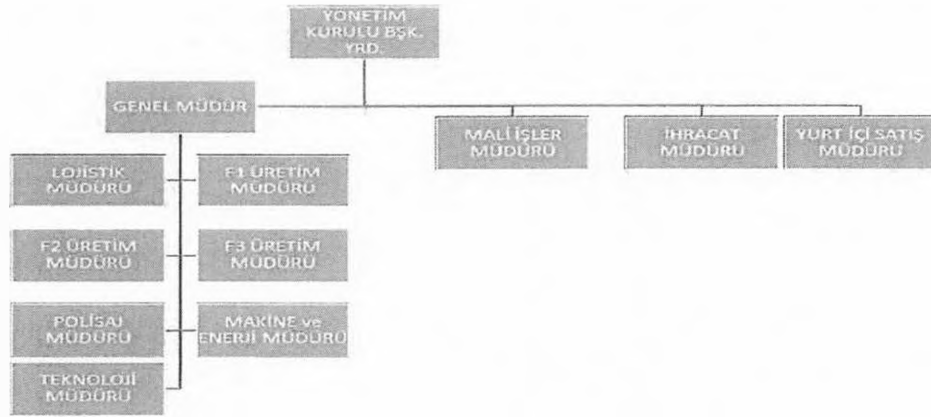 YÖNETİM
KURULU BŞK.
YRD.
GENEL MÜDÜR
MALİ İŞLER
MÜDÜRÜ
İHRACAT
MÜDÜRÜ
YURT İÇİ SATIŞ
MÜDÜRÜ
LOJİSTİK
MÜDÜRÜ
F1 ÜRETİM
MÜDÜRÜ
F2 ÜRETİM
MÜDÜRÜ
F3 ÜRETİM
MÜDÜRÜ
POLİSAJ
MÜDÜRÜ
MAKİNE ve
ENERJİ MÜDÜRÜ
TEKNOLOJİ
MÜDÜRÜ